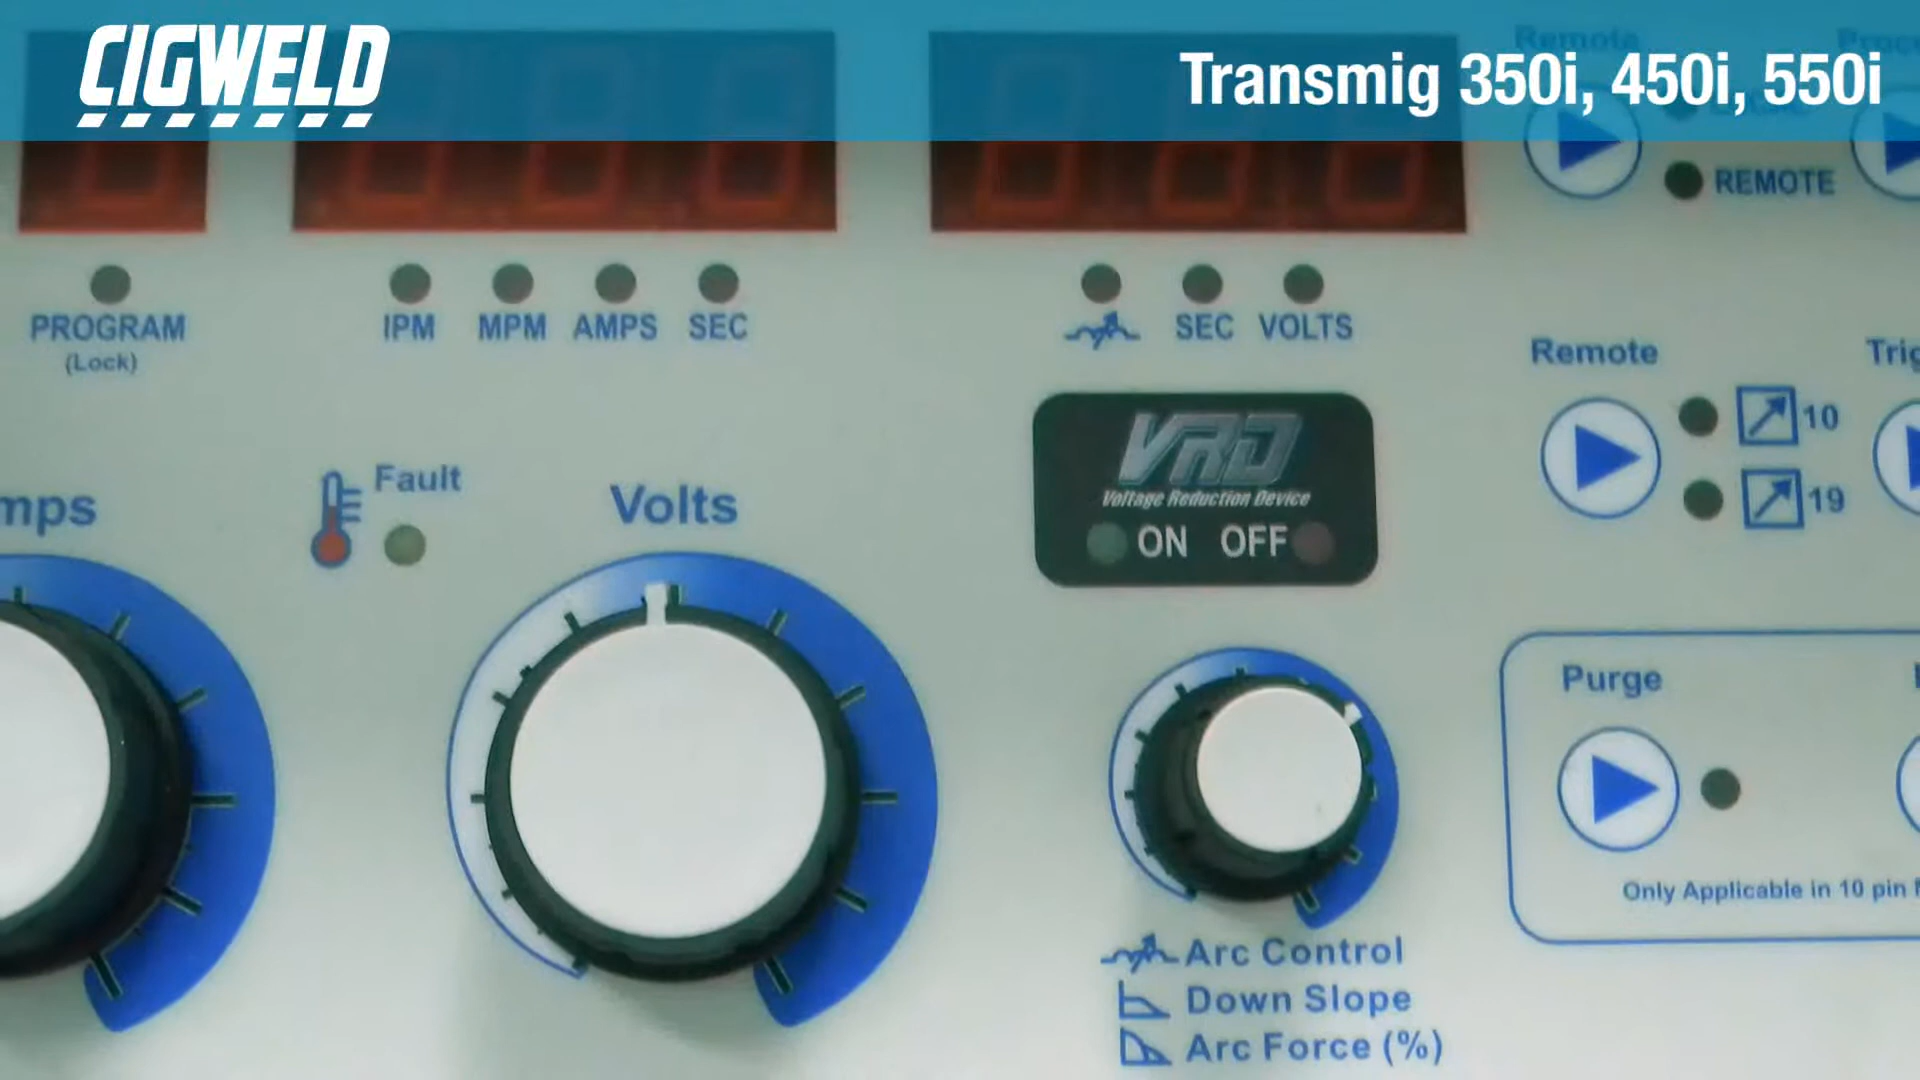 CIGWELD
Transmig 350i, 450i, 550i
Remote
REMOTE
PROGRAM
(Lock)
IPM MPM AMPS SEC
SEC VOLTS
Remote
10
19
Fault
Volts
VRD
Voltage Reduction Device
ON OFF
Purge
Only Applicable in 10 pin
Arc Control
Down Slope
Arc Force (%)